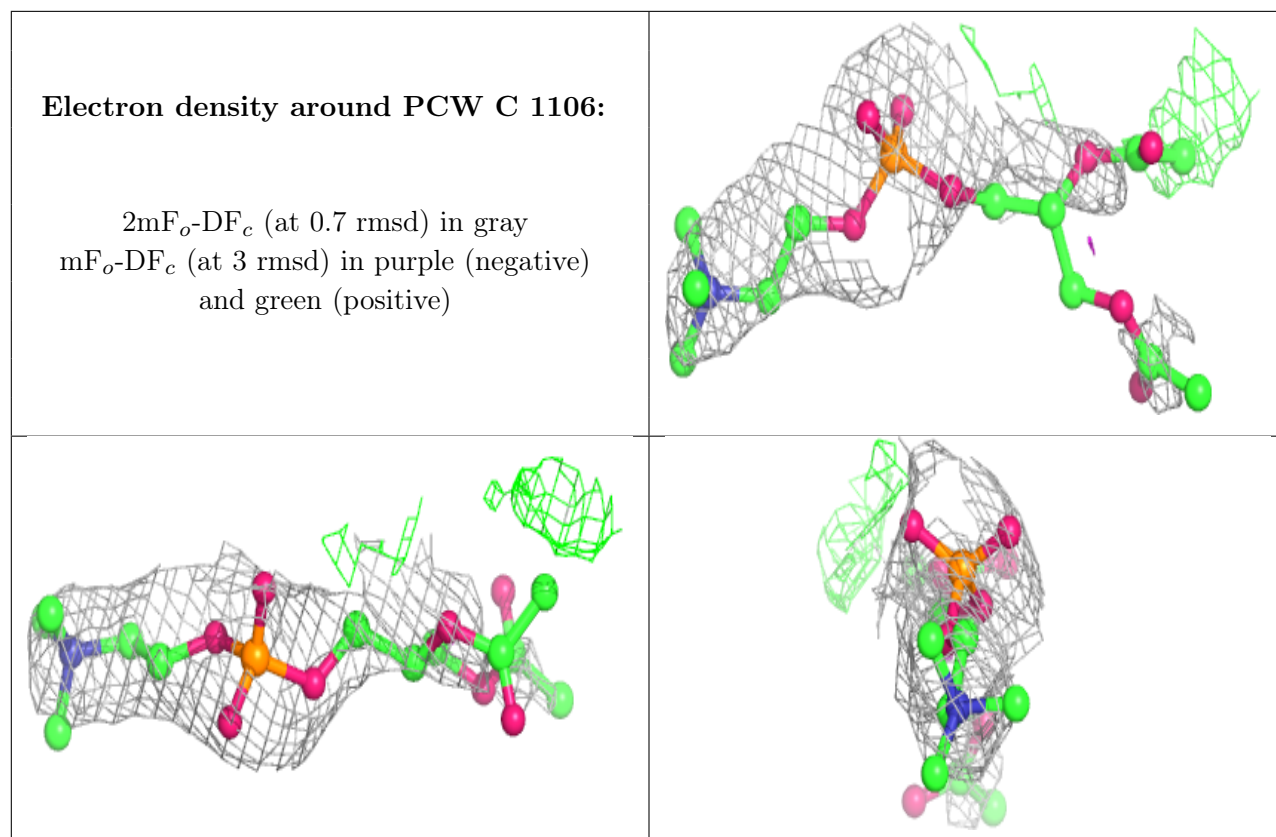 Electron density around PCW C 1106:
2mFo-DFc (at 0.7 rmsd) in gray
mFo-DFc (at 3 rmsd) in purple (negative)
and green (positive)